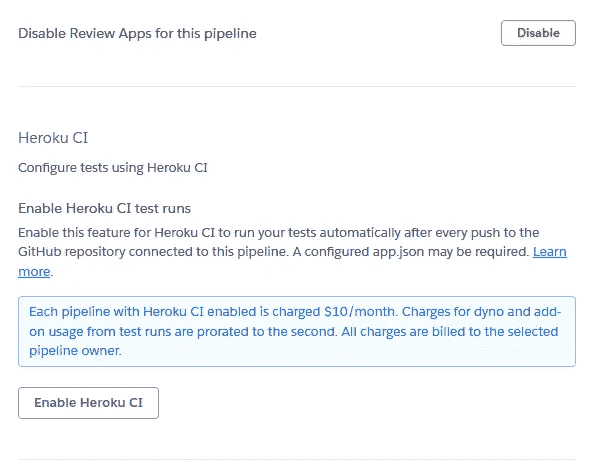 Disable Review Apps for this pipeline
Disable
Heroku CI
Configure tests using Heroku CI
Enable Heroku CI test runs
Enable this feature for Heroku CI to run your tests automatically after every push to the
GitHub repository connected to this pipeline. A configured app.json may be required. Learn
more.
Each pipeline with Heroku CI enabled is charged $10/month. Charges for dyno and add-
on usage from test runs are prorated to the second. All charges are billed to the selected
pipeline owner.
Enable Heroku CI